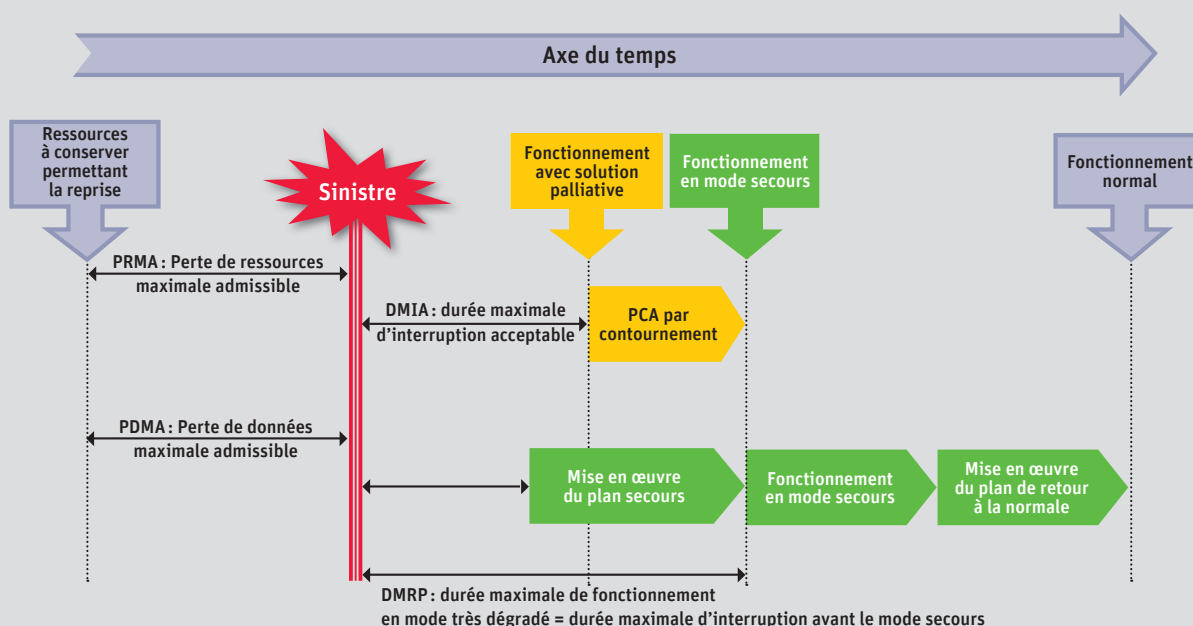 Axe du temps
Ressources
à conserver
permettant
la reprise
Sinistre
Fonctionnement
avec solution
palliative
Fonctionnement
en mode secours
Fonctionnement
normal
PRMA : Perte de ressources
maximale admissible
DMIA : durée maximale
d'interruption acceptable
PCA par
contournement
PDMA : Perte de données
maximale admissible
Mise en œuvre
du plan secours
Fonctionnement
en mode secours
Mise en œuvre
du plan de retour
à la normale
DMRP : durée maximale de fonctionnement
en mode très dégradé = durée maximale d'interruption avant le mode secours